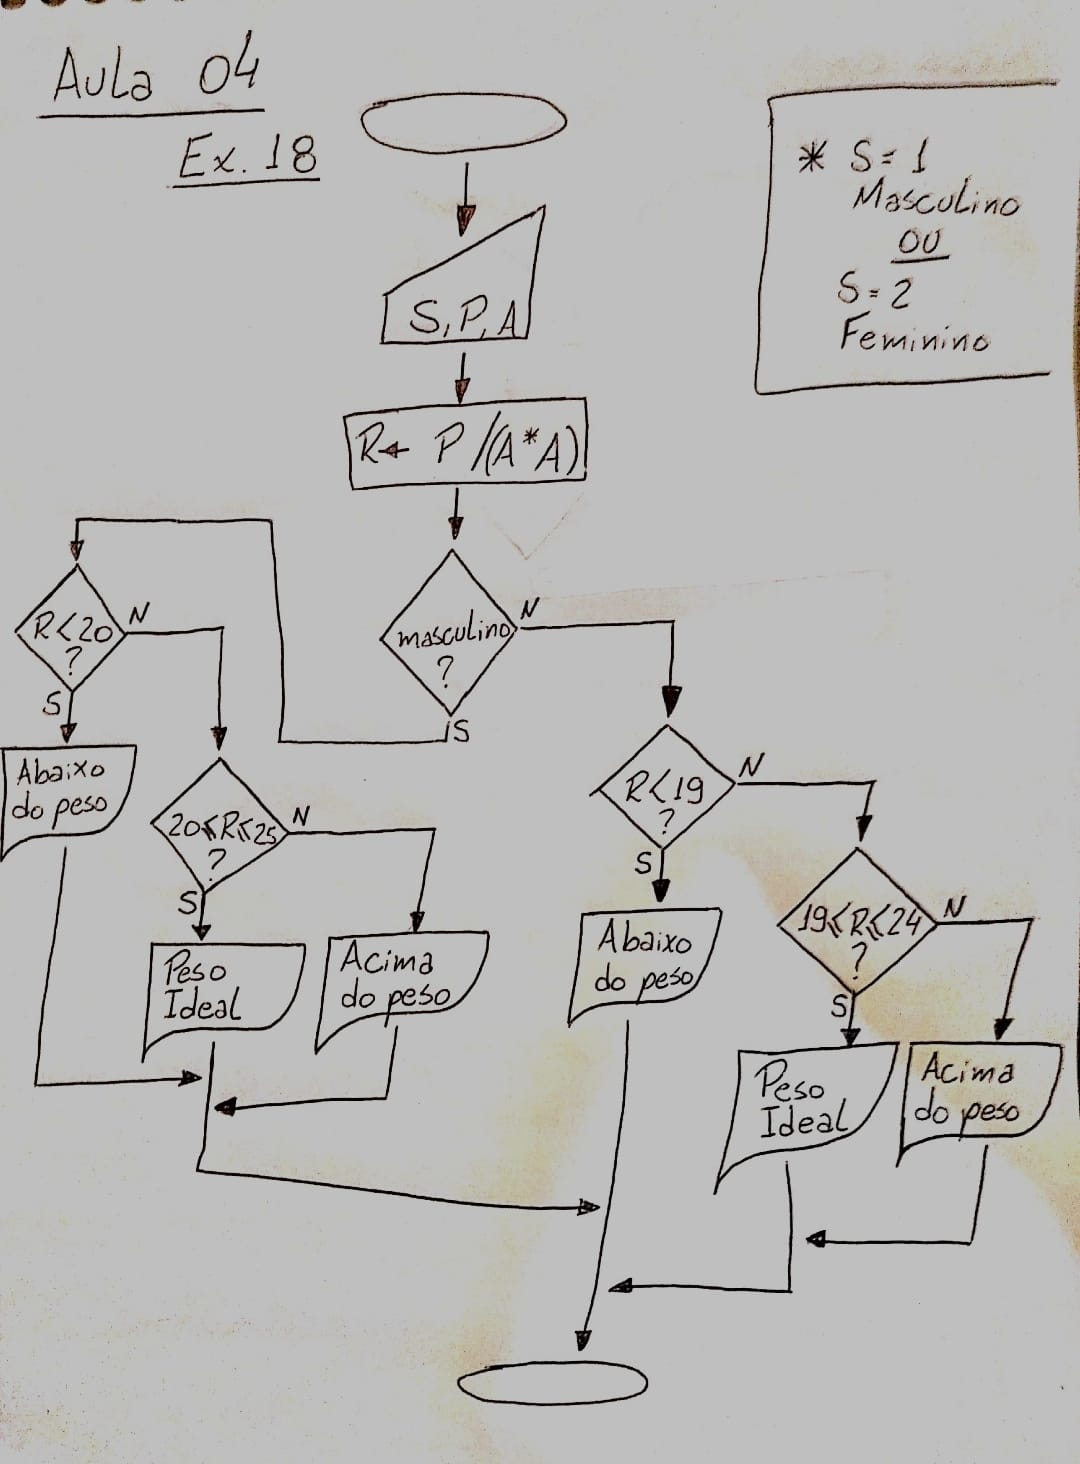 Aula 04
Ex. 18
* S = 1
Masculino
OU
S = 2
Feminino
S, P, A
R← P/(A*A)
masculino
?
N
S
R<20
?
N
S
Abaixo
do peso
20⩽R⩽25
?
N
S
Peso
Ideal
Acima
do peso
R<19
?
N
S
Abaixo
do peso
19⩽R⩽24
?
N
S
Peso
Ideal
Acima
do peso